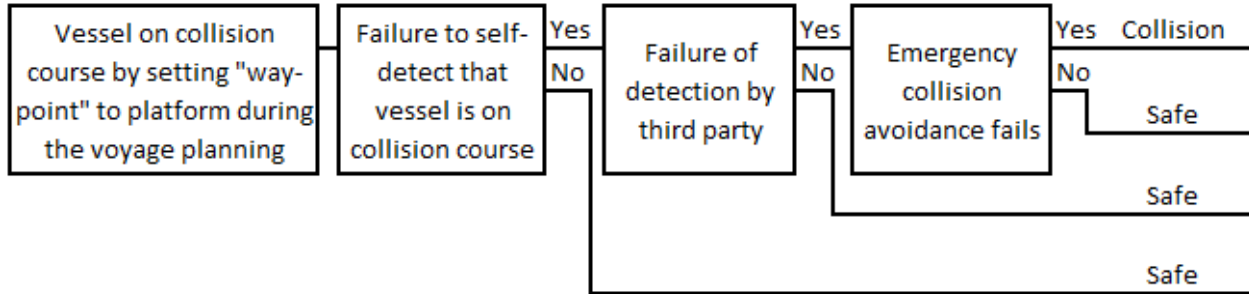 Vessel on collision
course by setting "way-
point" to platform during
the voyage planning
Failure to self-
detect that
vessel is on
collision course
Yes
No
Failure of
detection by
third party
Yes
No
Emergency
collision
avoidance fails
Yes
No
Collision
Safe
Safe
Safe